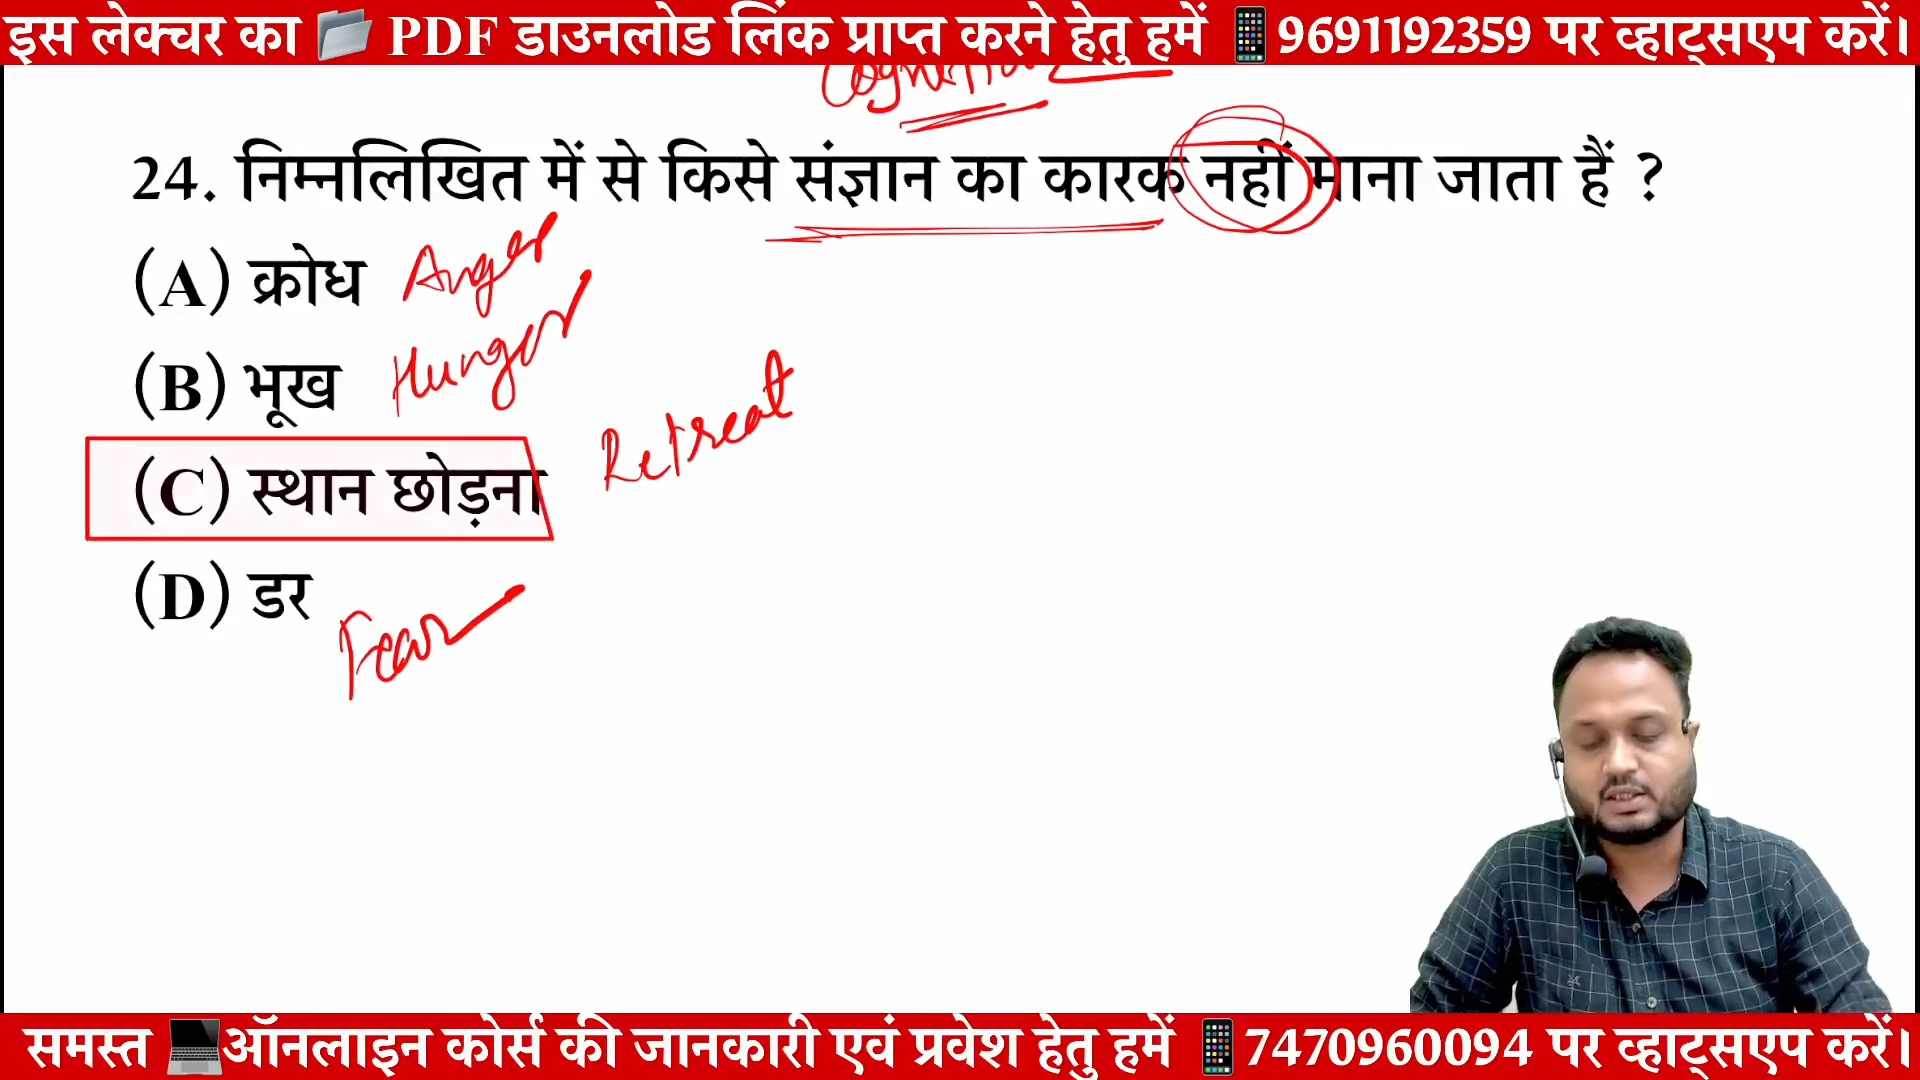 इस लेक्चर का PDF डाउनलोड लिंक प्राप्त करने हेतु हमें 9691192359 पर व्हाट्सएप करें।
24. निम्नलिखित में से किसे संज्ञान का कारक नहीं माना जाता हैं ?
(A) क्रोध Anger
(B) भूख Hunger
(C) स्थान छोड़ना Retreat
(D) डर Fear
समस्त ऑनलाइन कोर्स की जानकारी एवं प्रवेश हेतु हमें 7470960094 पर व्हाट्सएप करें।